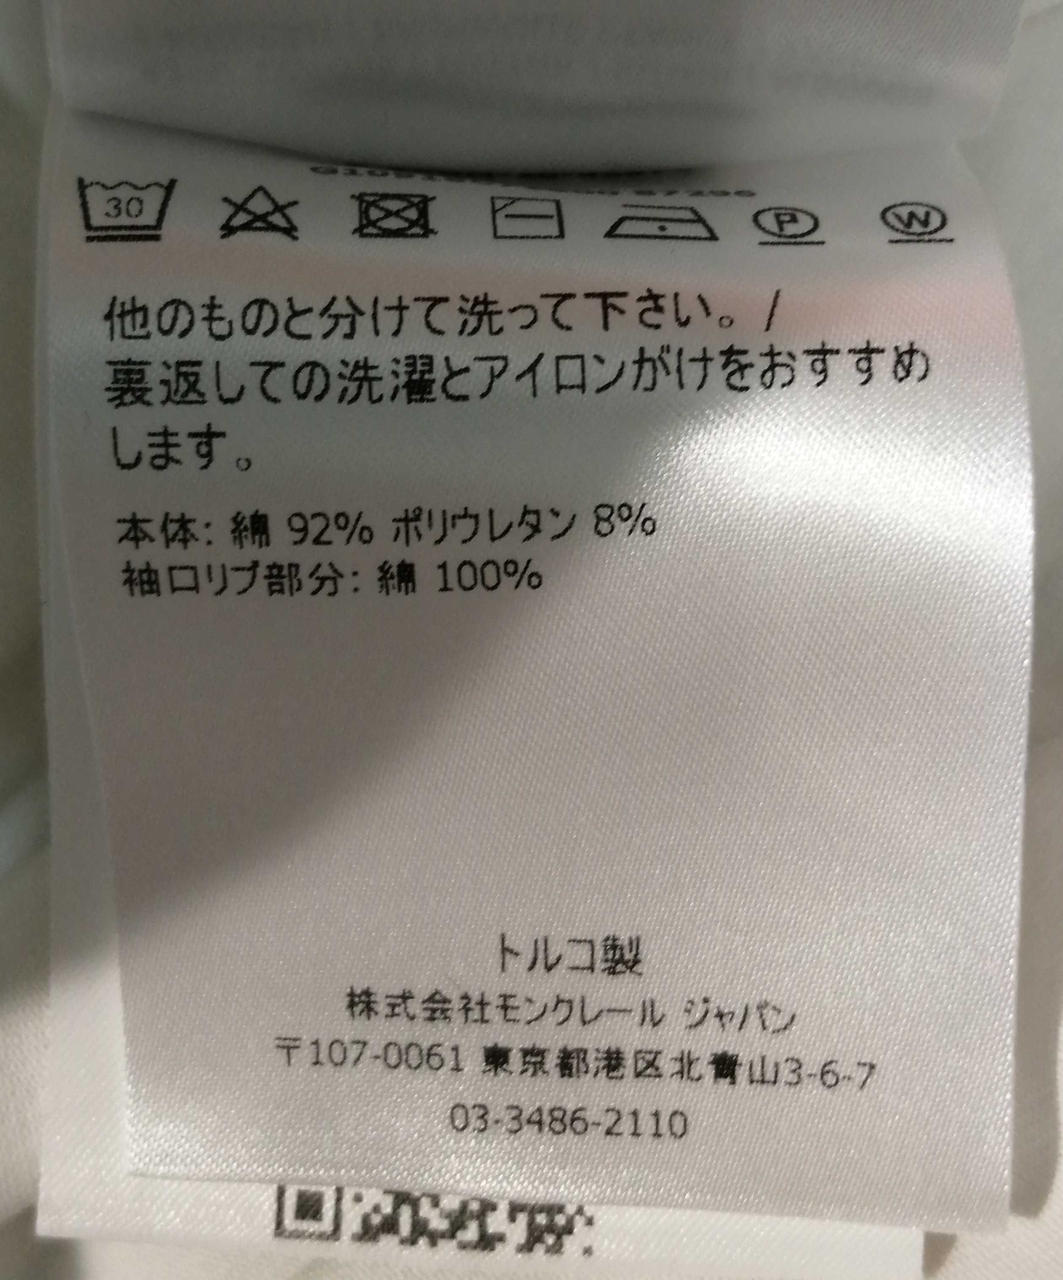 30
P
W
他のものと分けて洗って下さい。/
裏返しての洗濯とアイロンがけをおすすめ
します。
本体: 綿 92% ポリウレタン 8%
袖口リブ部分: 綿 100%
トルコ製
株式会社モンクレール ジャパン
〒107-0061 東京都港区北青山3-6-7
03-3486-2110